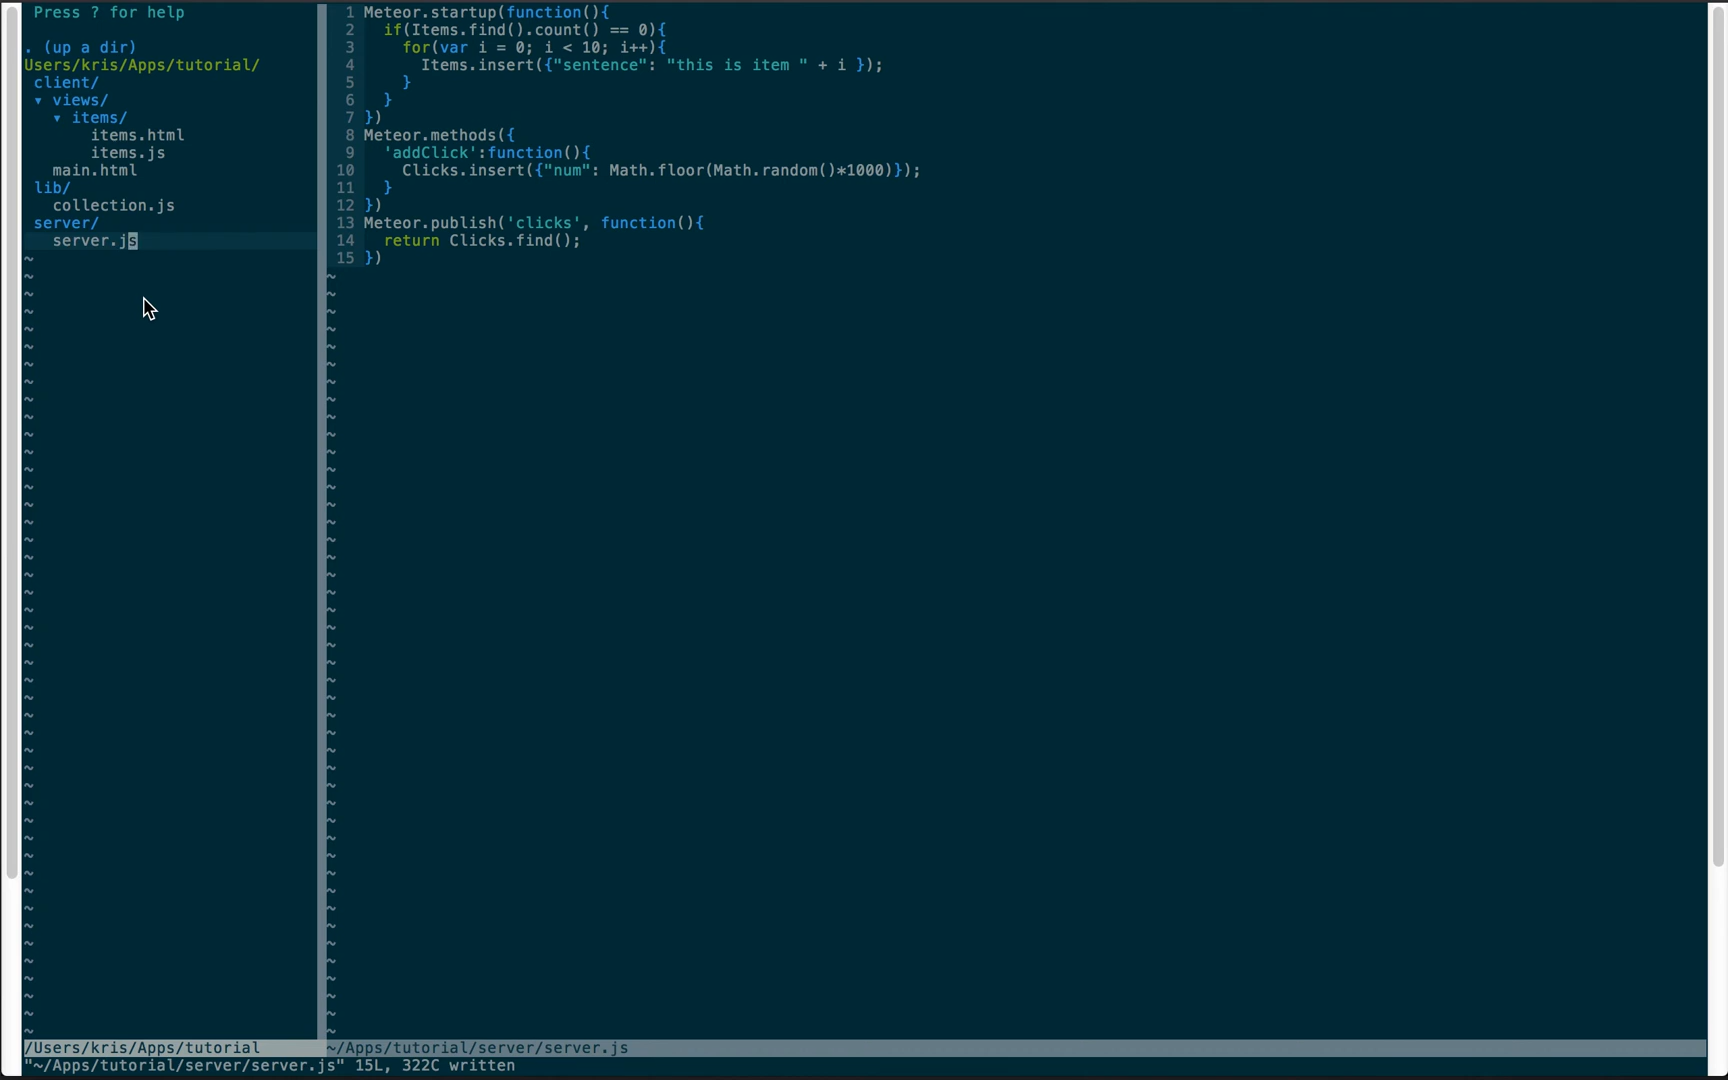 Press ? for help
. (up a dir)
Users/kris/Apps/tutorial/
client/
▾ views/
▾ items/
items.html
items.js
main.html
lib/
collection.js
server/
server.js
1 Meteor.startup(function(){
2 if(Items.find().count() == 0){
3 for(var i = 0; i < 10; i++){
4 Items.insert({"sentence": "this is item " + i });
5 }
6 }
7 })
8 Meteor.methods({
9 'addClick':function(){
10 Clicks.insert({"num": Math.floor(Math.random()*1000)});
11 }
12 })
13 Meteor.publish('clicks', function(){
14 return Clicks.find();
15 })
/Users/kris/Apps/tutorial
~/Apps/tutorial/server/server.js
"~/Apps/tutorial/server/server.js" 15L, 322C written